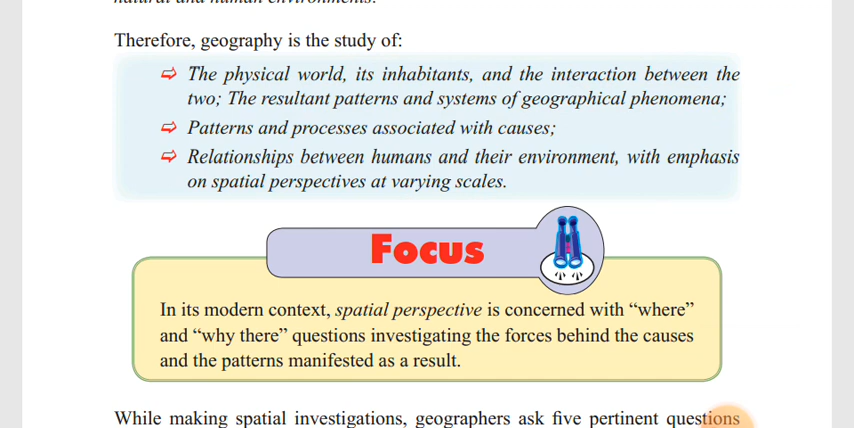 natural and human environments.
Therefore, geography is the study of:
⇨ The physical world, its inhabitants, and the interaction between the
two; The resultant patterns and systems of geographical phenomena;
⇨ Patterns and processes associated with causes;
⇨ Relationships between humans and their environment, with emphasis
on spatial perspectives at varying scales.
Focus
In its modern context, spatial perspective is concerned with “where”
and “why there” questions investigating the forces behind the causes
and the patterns manifested as a result.
While making spatial investigations, geographers ask five pertinent questions